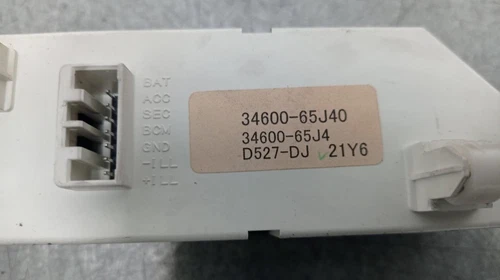 BAT
ACC
SEC
BCM
GND
-ILL
+ILL
34600-65J40
34600-65J4
D527-DJ 21Y6